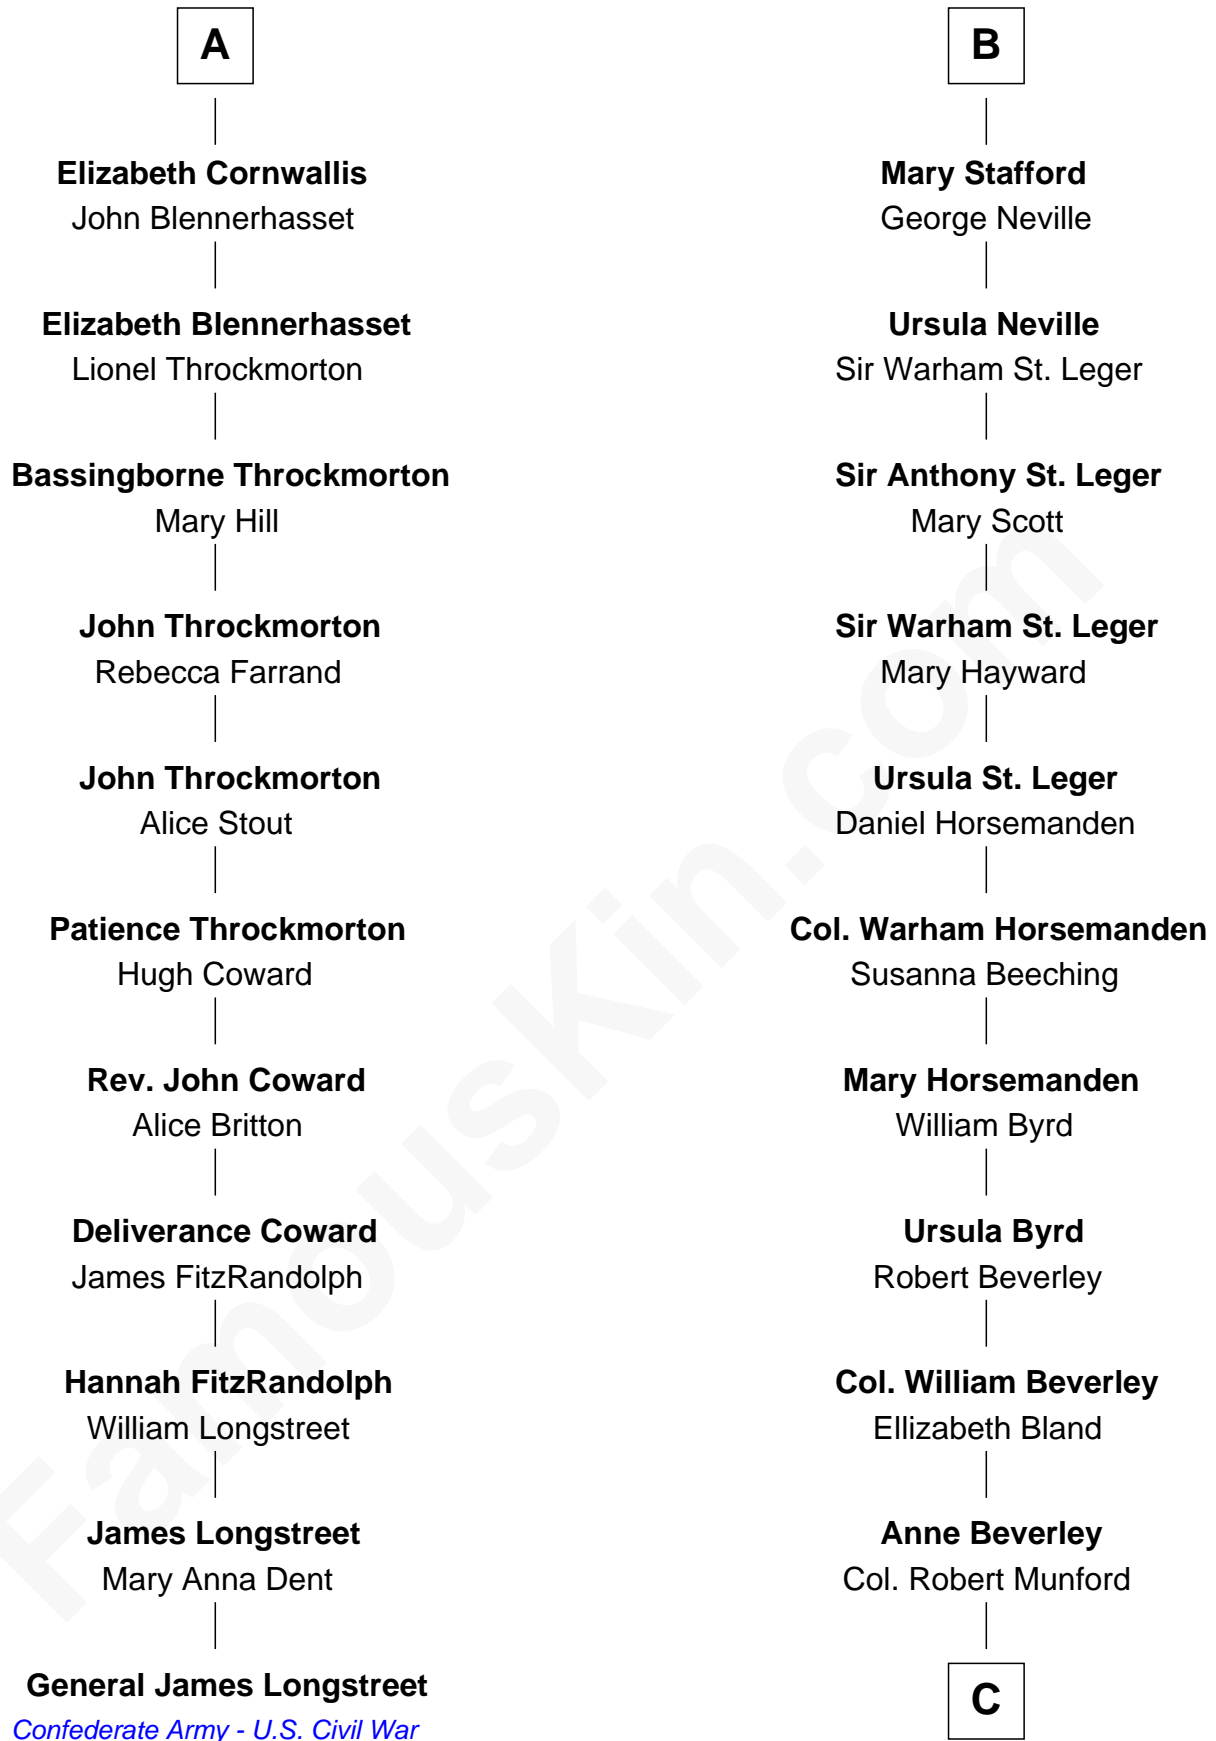 A
Elizabeth Cornwallis
John Blennerhasset
Elizabeth Blennerhasset
Lionel Throckmorton
Bassingborne Throckmorton
Mary Hill
John Throckmorton
Rebecca Farrand
John Throckmorton
Alice Stout
Patience Throckmorton
Hugh Coward
Rev. John Coward
Alice Britton
Deliverance Coward
James FitzRandolph
Hannah FitzRandolph
William Longstreet
James Longstreet
Mary Anna Dent
General James Longstreet
Confederate Army - U.S. Civil War
B
Mary Stafford
George Neville
Ursula Neville
Sir Warham St. Leger
Sir Anthony St. Leger
Mary Scott
Sir Warham St. Leger
Mary Hayward
Ursula St. Leger
Daniel Horsemanden
Col. Warham Horsemanden
Susanna Beeching
Mary Horsemanden
William Byrd
Ursula Byrd
Robert Beverley
Col. William Beverley
Ellizabeth Bland
Anne Beverley
Col. Robert Munford
C
FamousKin.com